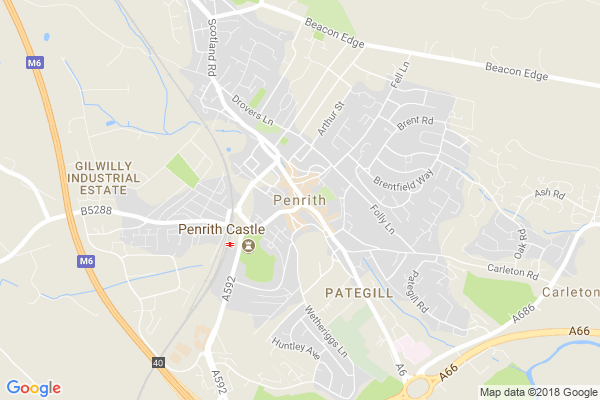 Scotland Rd
Beacon Edge
Beacon Edge
M6
Fell Ln
Drovers Ln
Arthur St
Brent Rd
GILWILLY
INDUSTRIAL
ESTATE
Brentfield Way
Ash Rd
Penrith
B5288
Folly Ln
Penrith Castle
Oak Rd
M6
A592
Carleton Rd
Pategill Rd
PATEGILL
Carleton
A686
Wetheriggs Ln
A66
Huntley Ave
40
A6
A66
A592
Google
Map data ©2018 Google